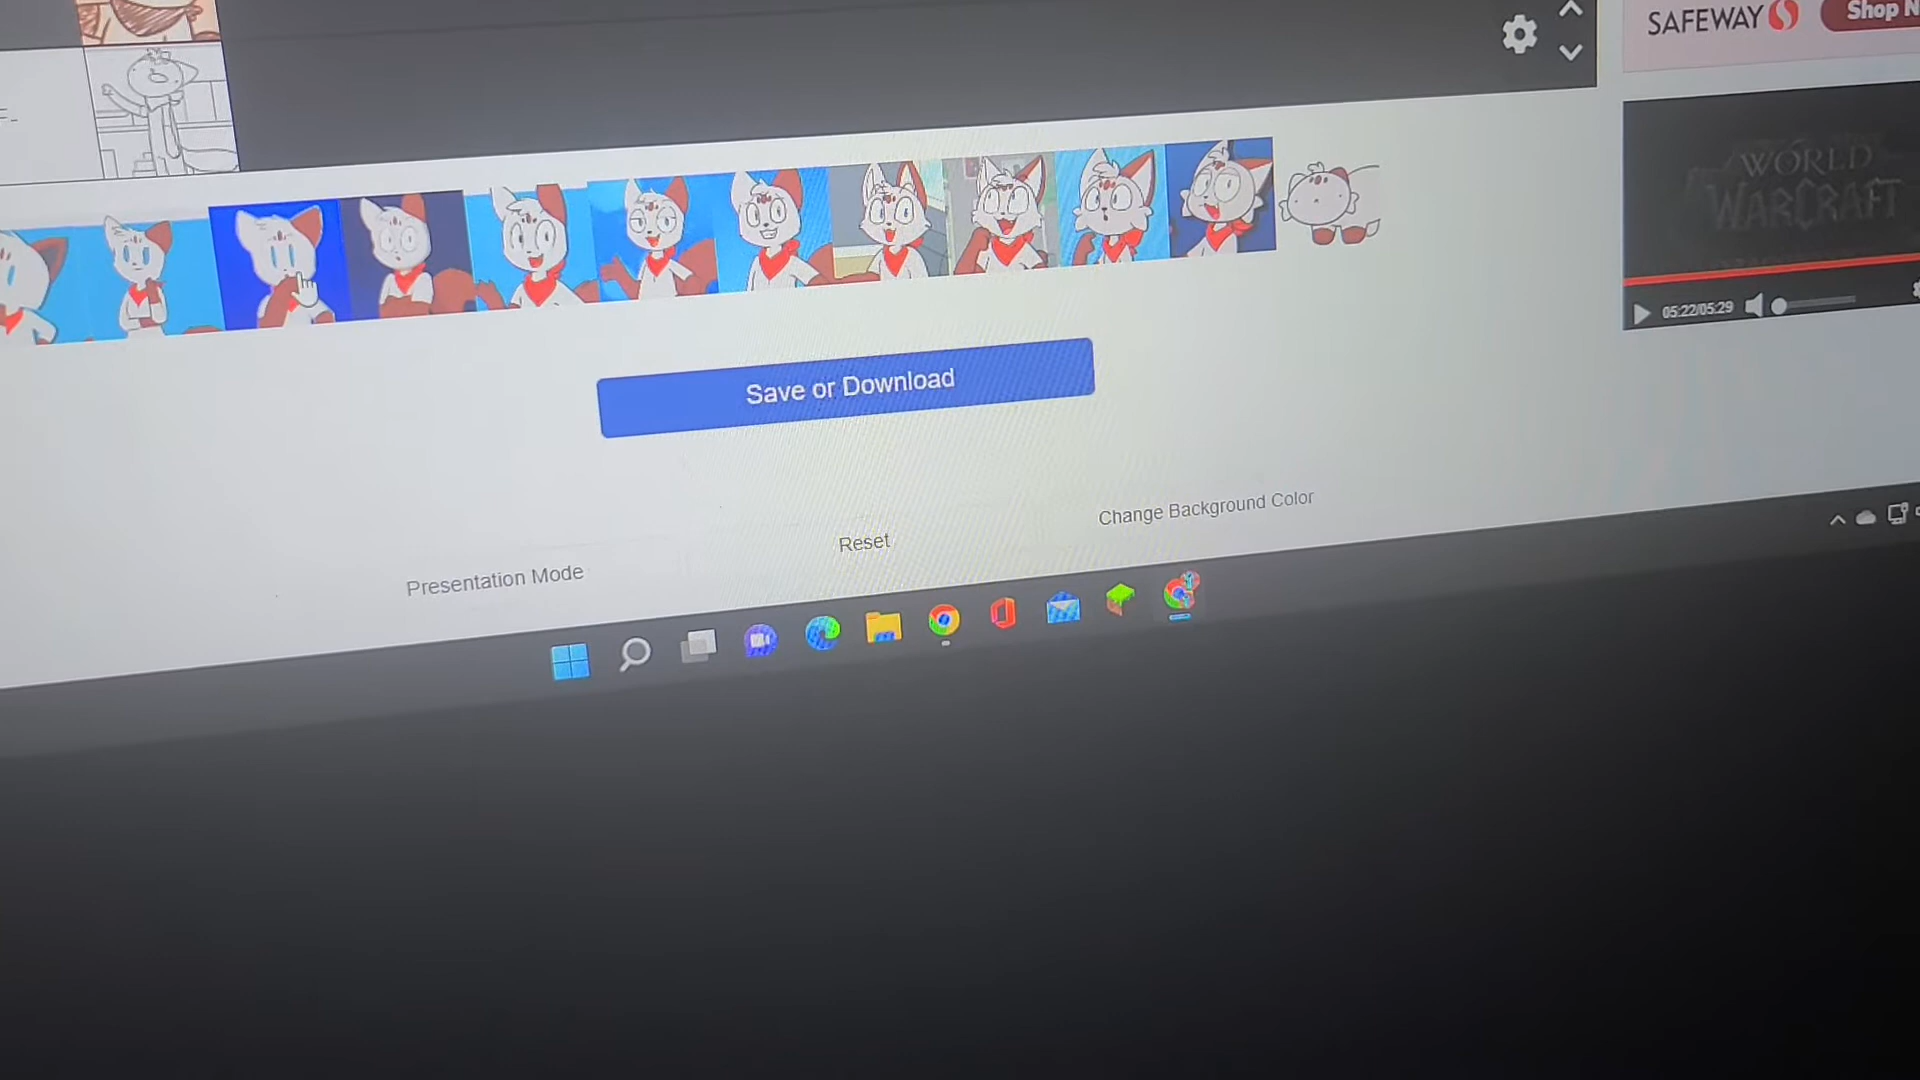 SAFEWAY
Shop N
WORLD
WARCRAFT
05:22/05:29
Save or Download
Change Background Color
Reset
Presentation Mode